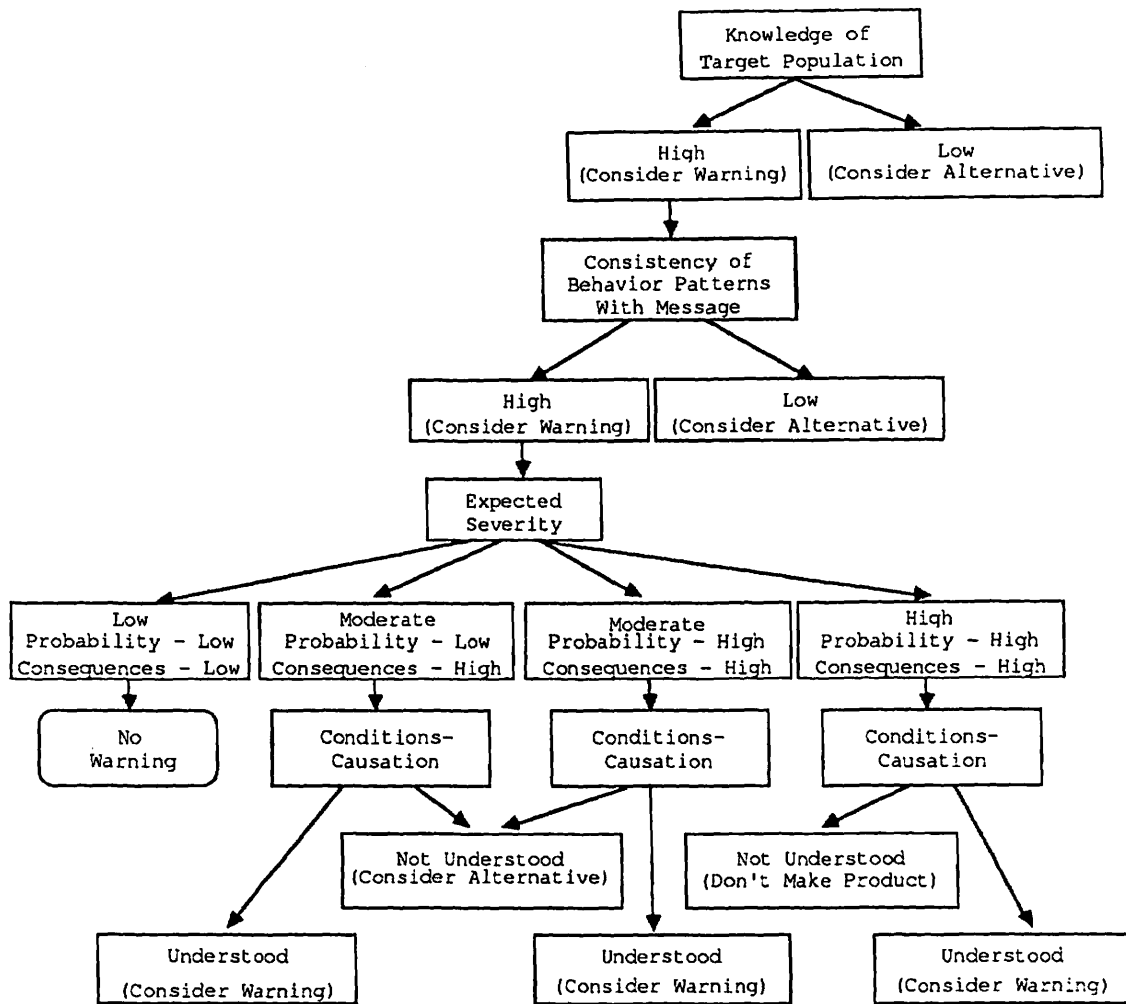 Knowledge of
Target Population
High
(Consider Warning)
Low
(Consider Alternative)
Consistency of
Behavior Patterns
With Message
High
(Consider Warning)
Low
(Consider Alternative)
Expected
Severity
Low
Probability - Low
Consequences - Low
Moderate
Probability - Low
Consequences - High
Moderate
Probability - High
Consequences - High
High
Probability - High
Consequences - High
No
Warning
Conditions-
Causation
Conditions-
Causation
Conditions-
Causation
Not Understood
(Consider Alternative)
Not Understood
(Don't Make Product)
Understood
(Consider Warning)
Understood
(Consider Warning)
Understood
(Consider Warning)